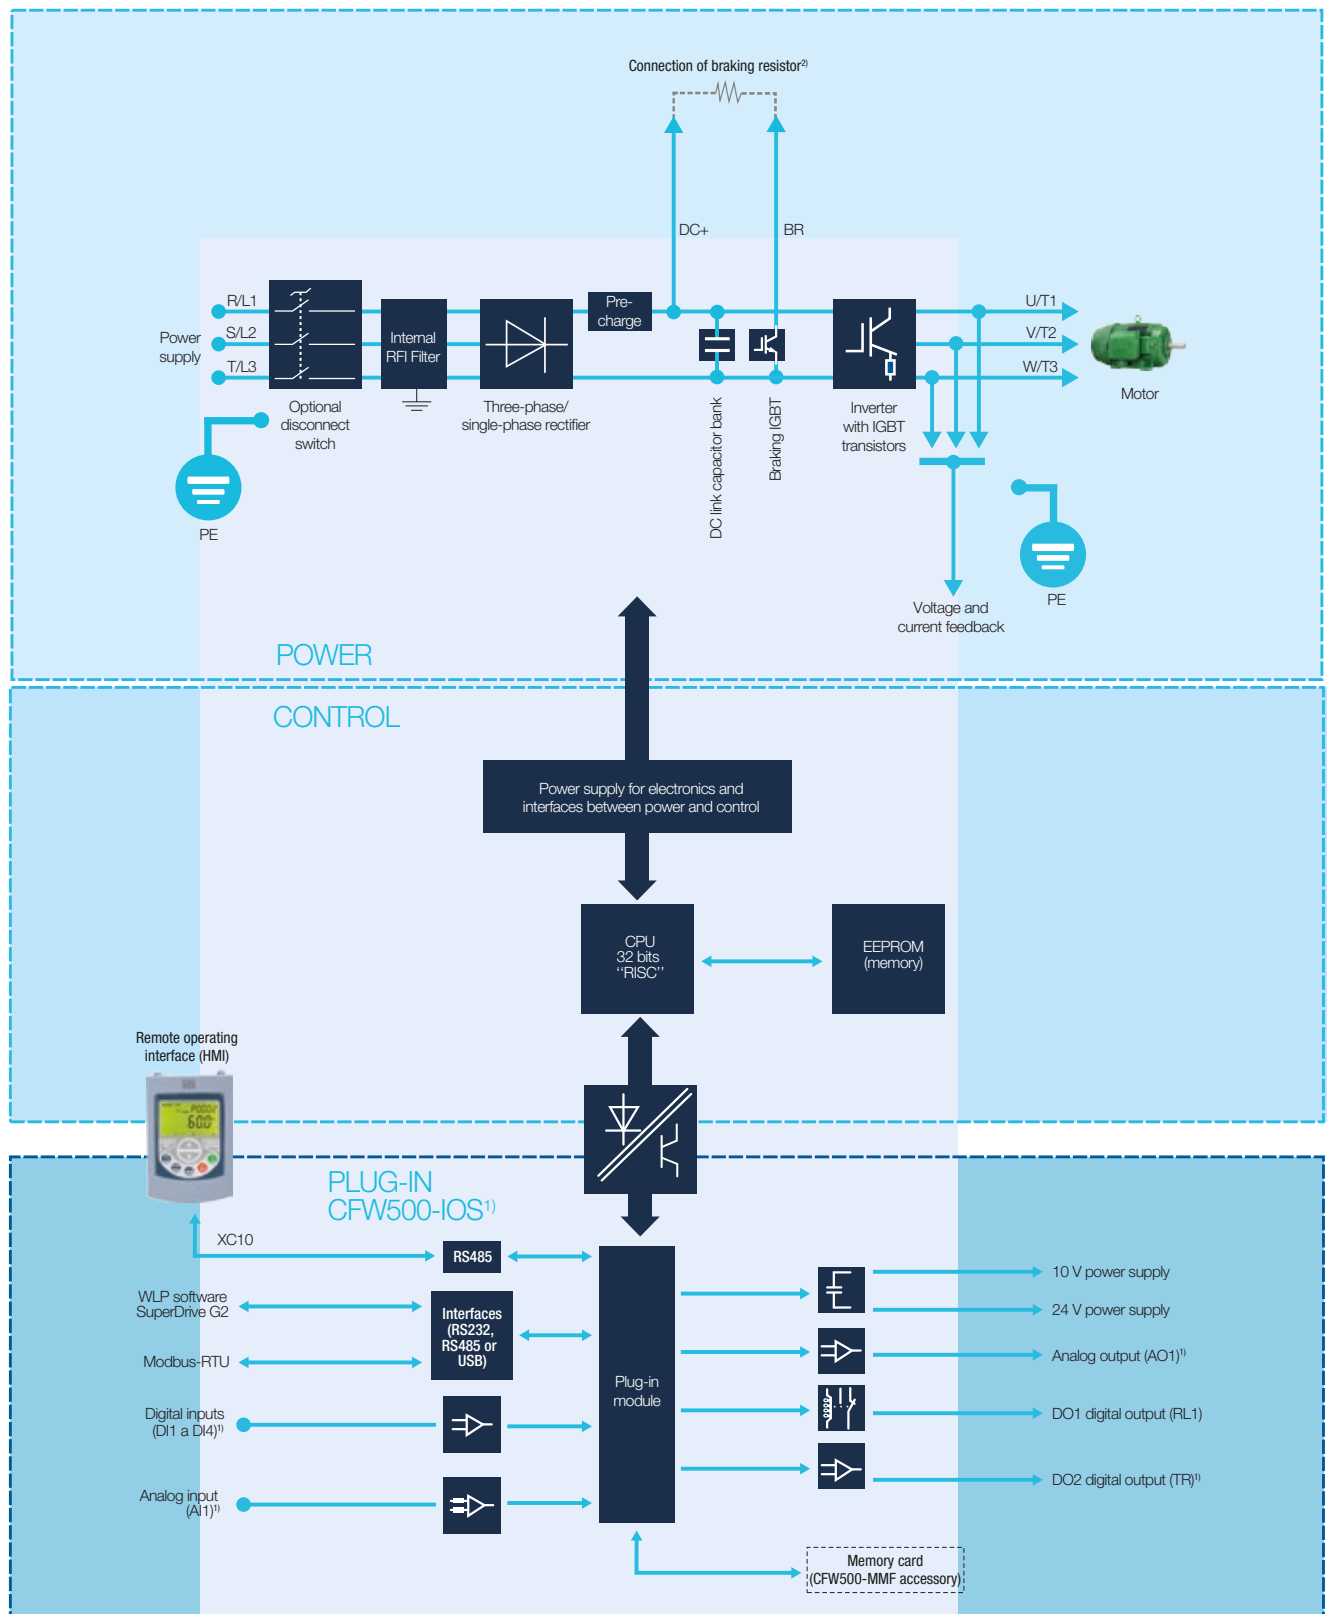 Connection of braking resistor2)
DC+
BR
R/L1
S/L2
T/L3
Power
supply
Internal
RFI Filter
Pre-
charge
U/T1
V/T2
W/T3
Motor
Optional
disconnect
switch
Three-phase/
single-phase rectifier
DC link capacitor bank
Braking IGBT
Inverter
with IGBT
transistors
PE
PE
Voltage and
current feedback
POWER
CONTROL
Power supply for electronics and
interfaces between power and control
CPU
32 bits
"RISC"
EEPROM
(memory)
Remote operating
interface (HMI)
P0002
60.0
PLUG-IN
CFW500-IOS1)
XC10
RS485
WLP software
SuperDrive G2
Modbus-RTU
Interfaces
(RS232,
RS485 or
USB)
Digital inputs
(DI1 a DI4)1)
Analog input
(AI1)1)
Plug-in
module
10 V power supply
24 V power supply
Analog output (AO1)1)
DO1 digital output (RL1)
DO2 digital output (TR)1)
Memory card
(CFW500-MMF accessory)